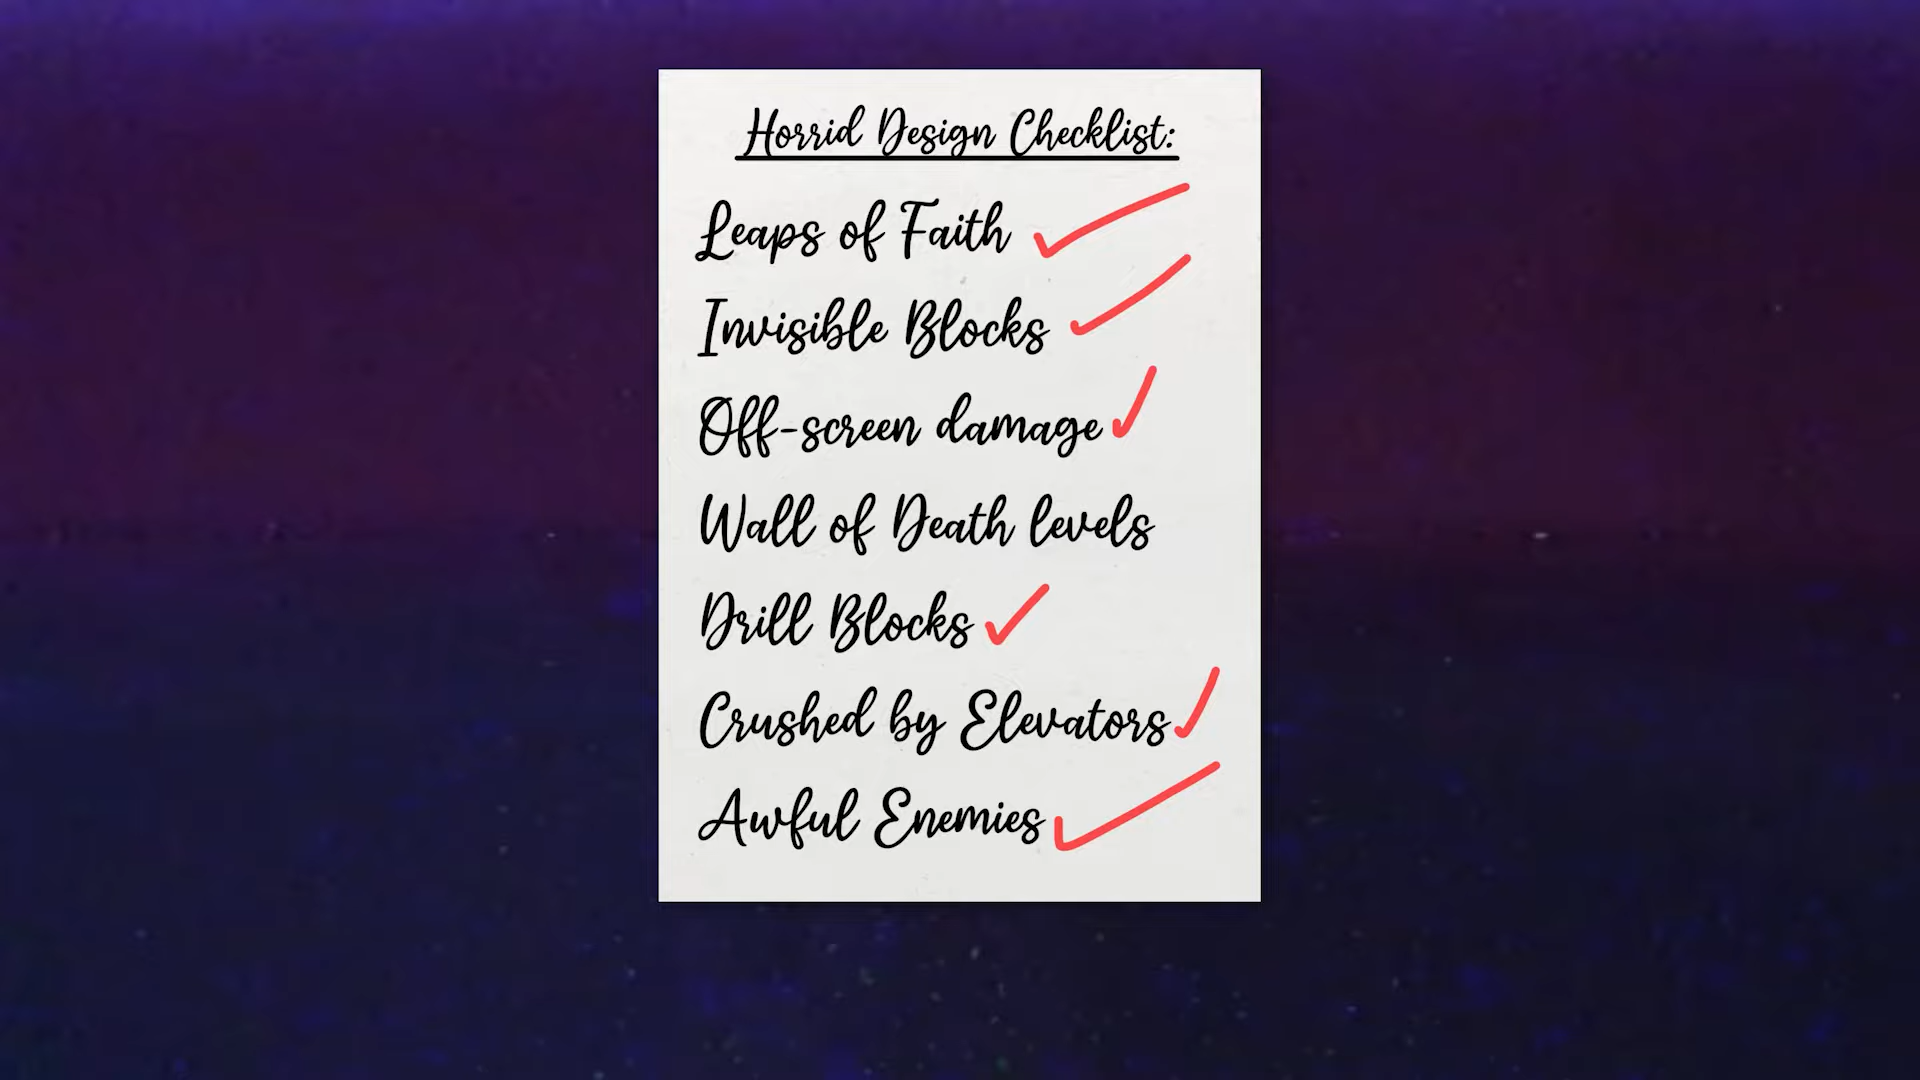 Horrid Design Checklist:
Leaps of Faith
Invisible Blocks
Off-screen damage
Wall of Death levels
Drill Blocks
Crushed by Elevators
Awful Enemies